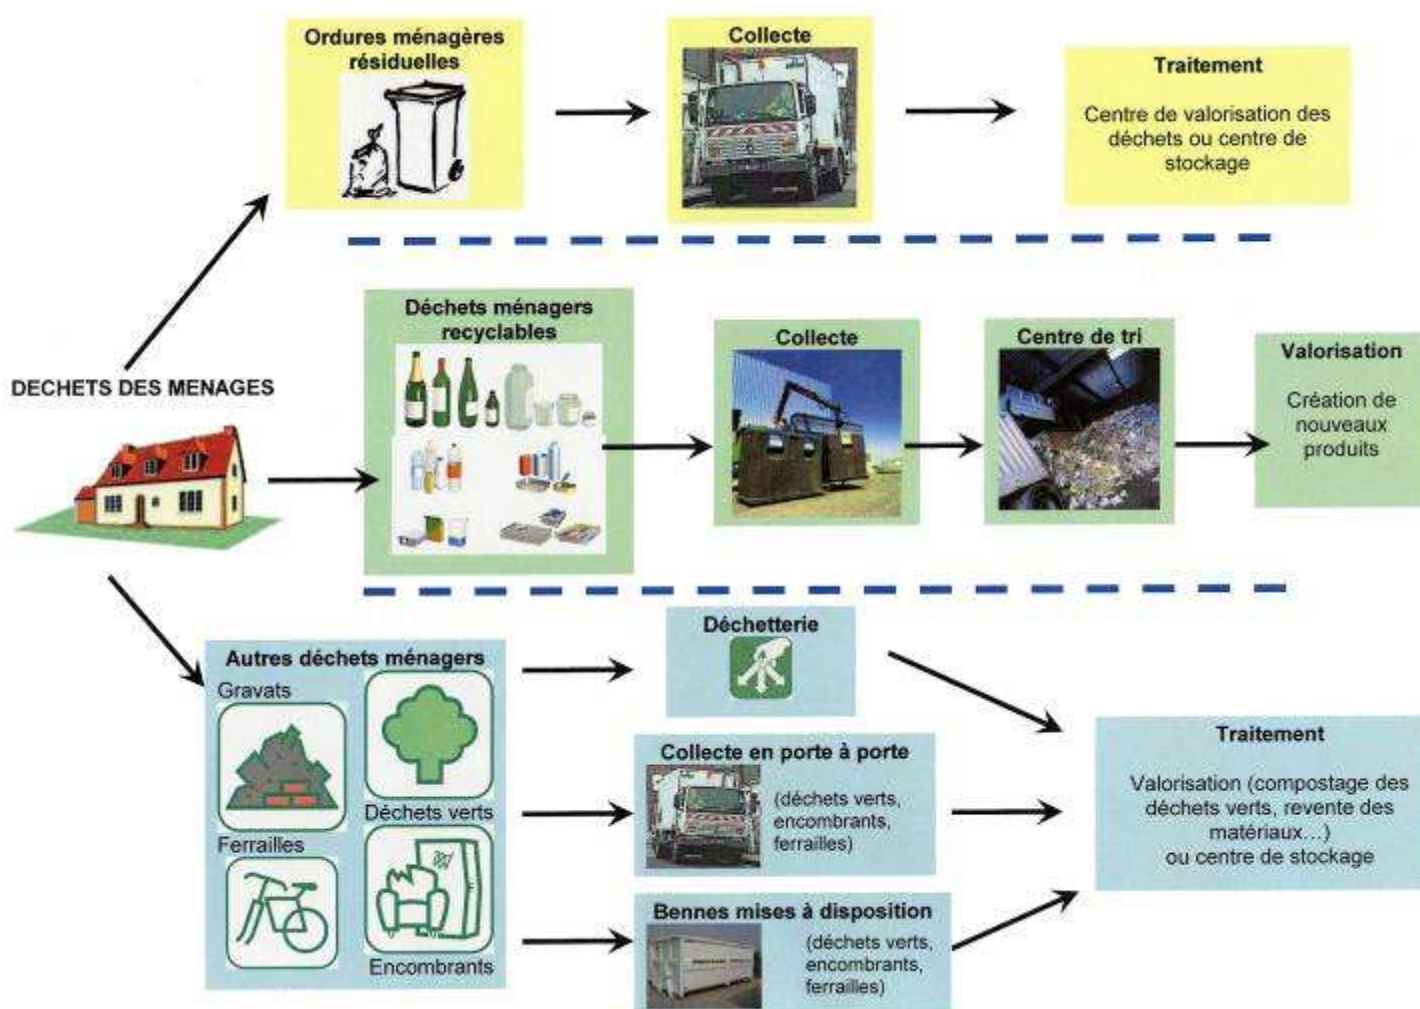 Ordures ménagères
résiduelles
Collecte
Traitement
Centre de valorisation des
déchets ou centre de
stockage
DECHETS DES MENAGES
Déchets ménagers
recyclables
Collecte
Centre de tri
Valorisation
Création de
nouveaux
produits
Autres déchets ménagers
Gravats
Déchets verts
Ferrailles
Encombrants
Déchetterie
Collecte en porte à porte
(déchets verts,
encombrants,
ferrailles)
Bennes mises à disposition
(déchets verts,
encombrants,
ferrailles)
Traitement
Valorisation (compostage des
déchets verts, revente des
matériaux...)
ou centre de stockage